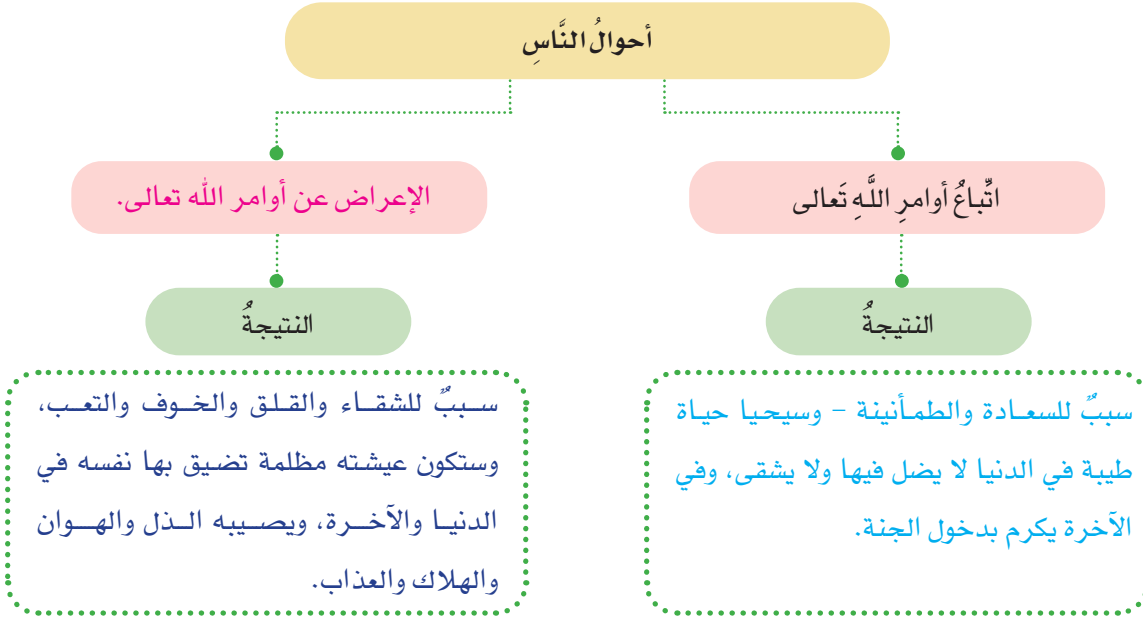 أحوالُ النَّاسِ
اتِّباعُ أوامرِ اللَّهِ تَعالى
النتيجةُ
سببٌ للسعادة والطمأنينة – وسيحيا حياة
طيبة في الدنيا لا يضل فيها ولا يشقى، وفي
الآخرة يكرم بدخول الجنة.
الإعراض عن أوامر الله تعالى.
النتيجةُ
سببٌ للشقاء والقلق والخوف والتعب،
وستكون عيشته مظلمة تضيق بها نفسه في
الدنيا والآخرة، ويصيبه الذل والهوان
والهلاك والعذاب.